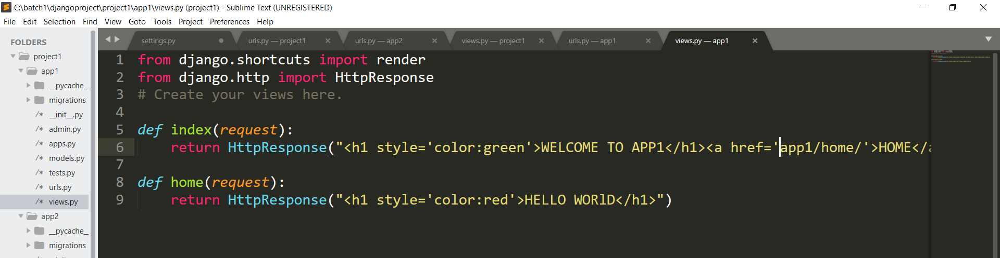 C:\batch1\djangoproject\project1\app1\views.py (project1) - Sublime Text (UNREGISTERED)
File Edit Selection Find View Goto Tools Project Preferences Help
FOLDERS
project1
app1
__pycache_
migrations
__init__.py
admin.py
apps.py
models.py
tests.py
urls.py
views.py
app2
__pycache_
migrations
settings.py
urls.py — project1
urls.py — app2
views.py — project1
urls.py — app1
views.py — app1
1 from django.shortcuts import render
2 from django.http import HttpResponse
3 # Create your views here.
4
5 def index(request):
6 return HttpResponse("<h1 style='color:green'>WELCOME TO APP1</h1><a href='app1/home/'>HOME</a
7
8 def home(request):
9 return HttpResponse("<h1 style='color:red'>HELLO WORlD</h1>")